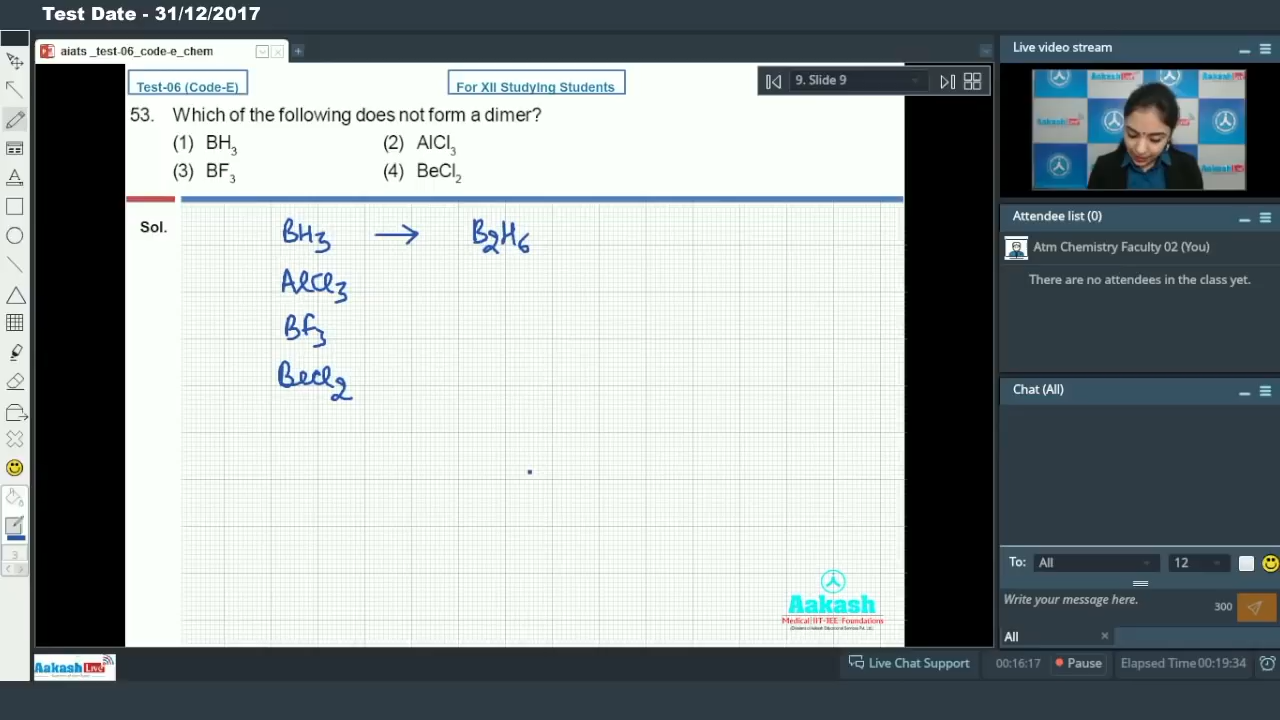 Test Date - 31/12/2017
aiats _test-06_code-e_chem
Test-06 (Code-E)
For XII Studying Students
9. Slide 9
53. Which of the following does not form a dimer?
(1) BH3 (2) AlCl3
(3) BF3 (4) BeCl2
Sol.
BH3 → B2H6
AlCl3
BF3
BeCl2
Aakash
Medical|IIT-JEE|Foundations
3
Live video stream
Attendee list (0)
Atm Chemistry Faculty 02 (You)
There are no attendees in the class yet.
Chat (All)
To: All 12
Write your message here. 300
All
Aakash Live
Live Chat Support 00:16:17 Pause Elapsed Time 00:19:34